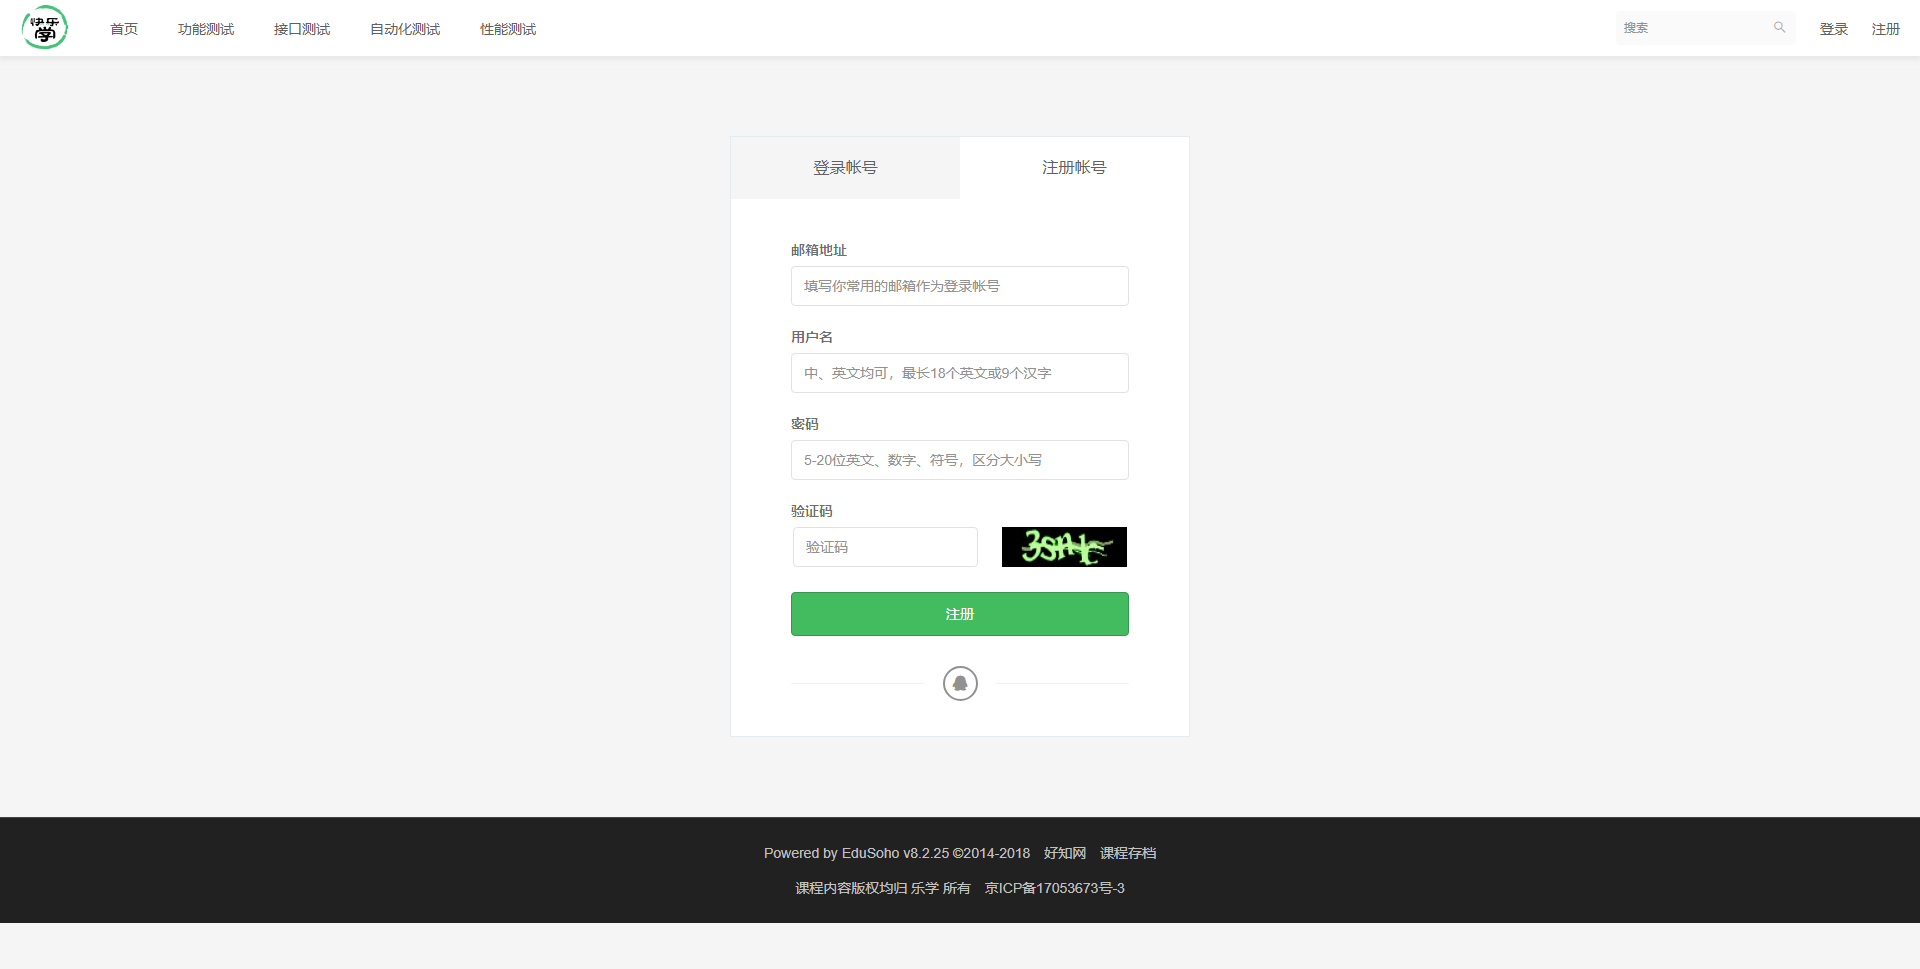 快乐学 首页 功能测试 接口测试 自动化测试 性能测试 搜索 登录 注册
登录帐号 注册帐号
邮箱地址
填写你常用的邮箱作为登录帐号
用户名
中、英文均可，最长18个英文或9个汉字
密码
5-20位英文、数字、符号，区分大小写
验证码
验证码
注册
Powered by EduSoho v8.2.25 ©2014-2018 好知网 课程存档
课程内容版权均归 乐学 所有 京ICP备17053673号-3